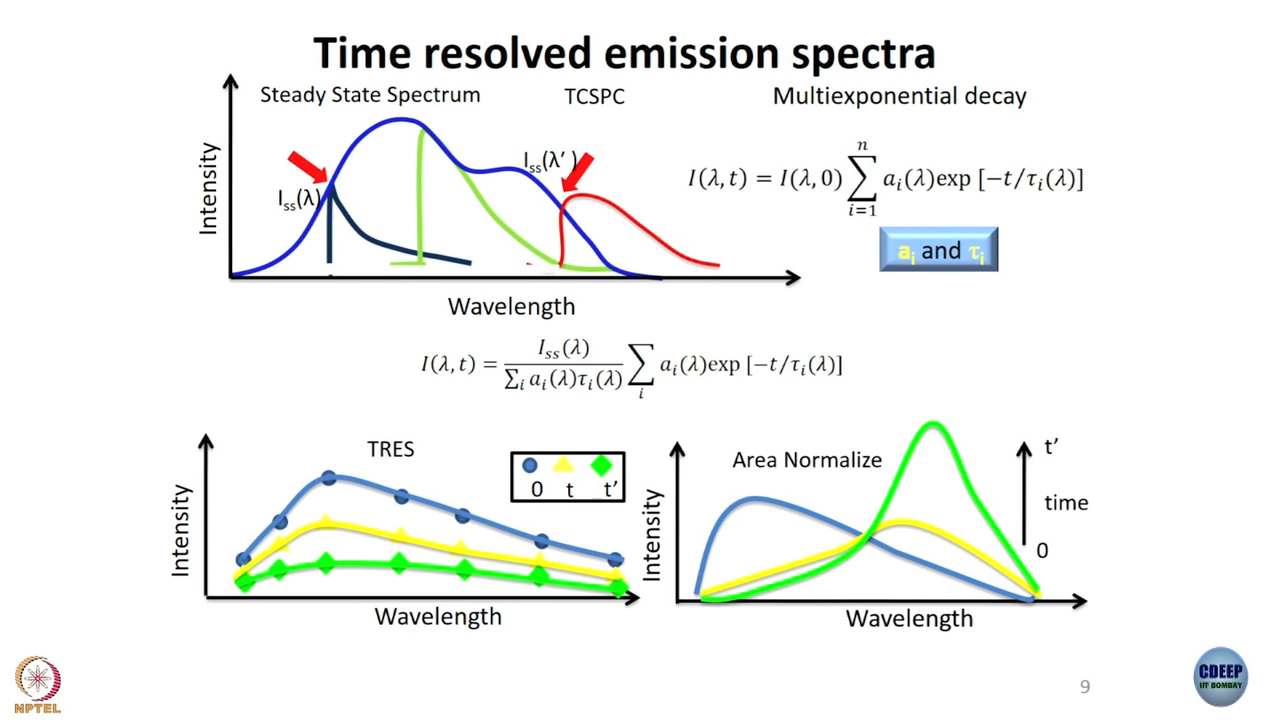 Time resolved emission spectra
Steady State Spectrum
TCSPC
Multiexponential decay
Intensity
I_ss(λ)
I_ss(λ′)
Wavelength
I(λ, t) = I(λ, 0) ∑_{i=1}^{n} a_i(λ)exp [−t/τ_i(λ)]
a_i and τ_i
I(λ, t) = I_ss(λ) / ∑_i a_i(λ)τ_i(λ) ∑_i a_i(λ)exp [−t/τ_i(λ)]
TRES
0 t t’
Intensity
Wavelength
Area Normalize
t’
time
0
Intensity
Wavelength
NPTEL
9
CDEEP
IIT BOMBAY